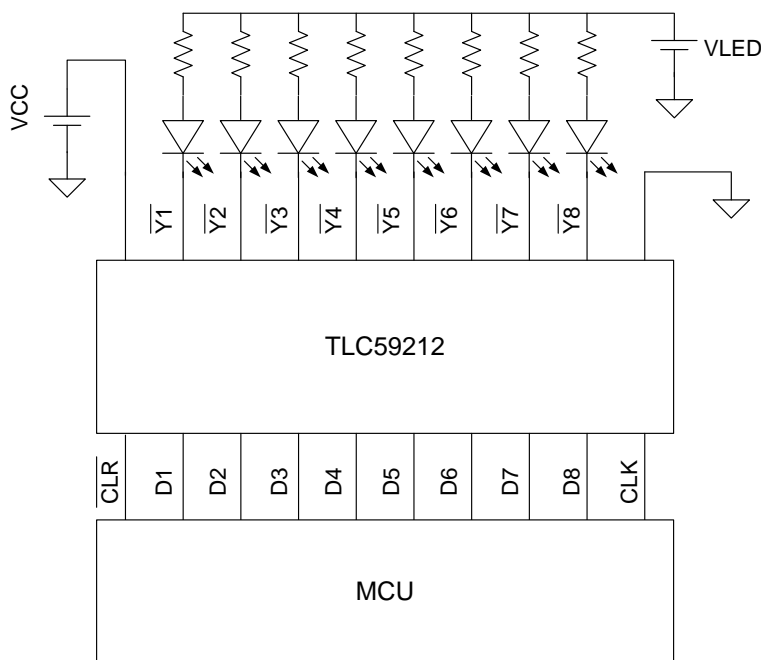 VLED
VCC
Y1
Y2
Y3
Y4
Y5
Y6
Y7
Y8
TLC59212
CLR
D1
D2
D3
D4
D5
D6
D7
D8
CLK
MCU